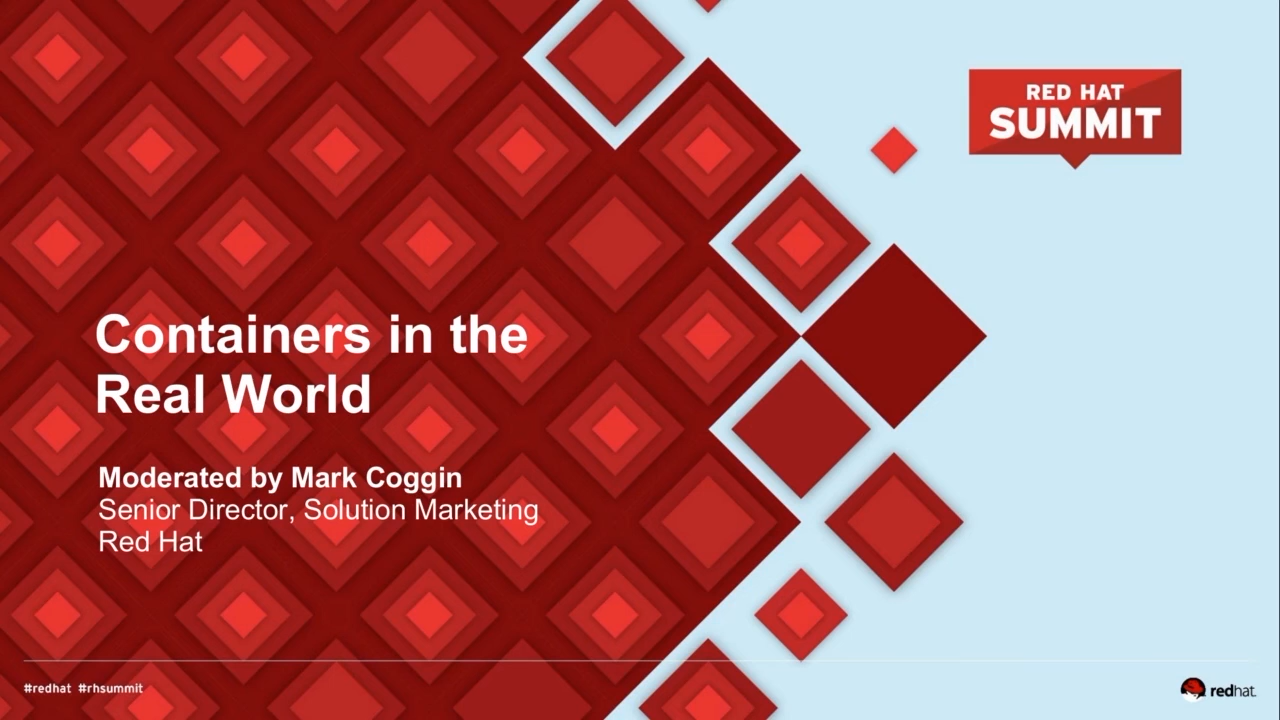 RED HAT
SUMMIT
Containers in the
Real World
Moderated by Mark Coggin
Senior Director, Solution Marketing
Red Hat
#redhat #rhsummit
redhat.